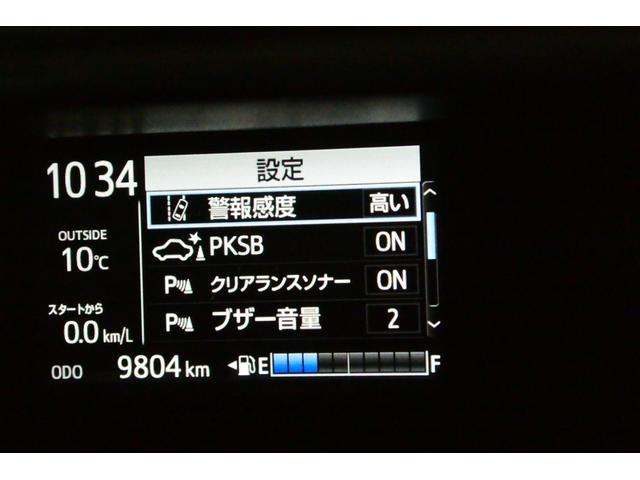 10 34
設定
警報感度 高い
OUTSIDE
10℃
PKSB ON
クリアランスソナー ON
スタートから
0.0 km/L
ブザー音量 2
ODO 9804 km
E F